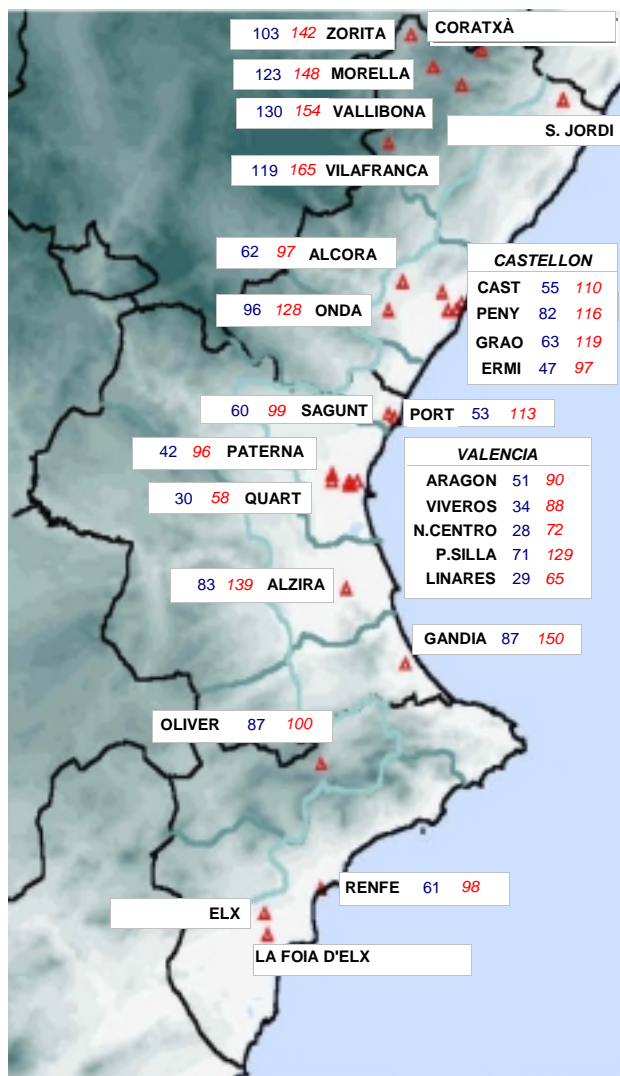 CORATXÀ
103 142 ZORITA
123 148 MORELLA
130 154 VALLIBONA
S. JORDI
119 165 VILAFRANCA
62 97 ALCORA
96 128 ONDA
CASTELLON
CAST 55 110
PENY 82 116
GRAO 63 119
ERMI 47 97
60 99 SAGUNT
PORT 53 113
42 96 PATERNA
30 58 QUART
VALENCIA
ARAGON 51 90
VIVEROS 34 88
N.CENTRO 28 72
P.SILLA 71 129
LINARES 29 65
83 139 ALZIRA
GANDIA 87 150
OLIVER 87 100
RENFE 61 98
ELX
LA FOIA D'ELX